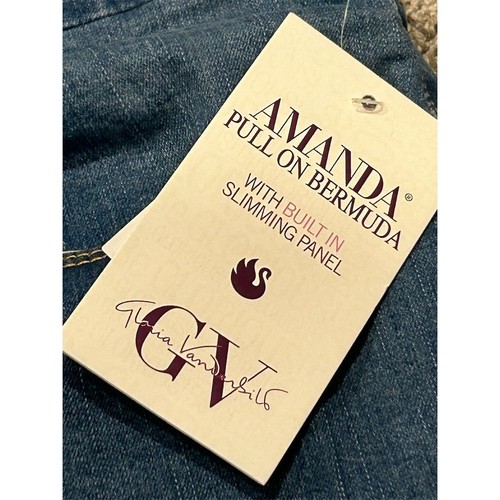 AMANDA®
PULL ON BERMUDA
WITH BUILT IN
SLIMMING PANEL
GV
Gloria Vanderbilt